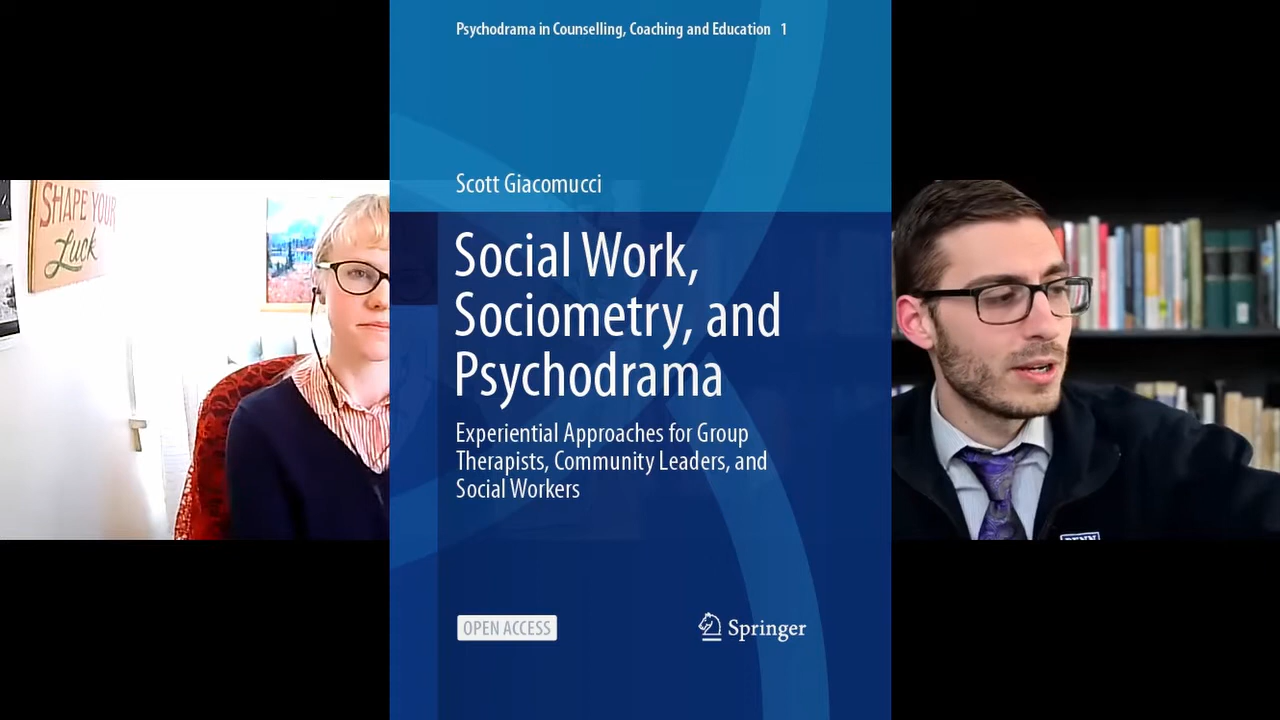 Psychodrama in Counselling, Coaching and Education 1
Scott Giacomucci
SHAPE YOUR
Luck
Social Work,
Sociometry, and
Psychodrama
Experiential Approaches for Group
Therapists, Community Leaders, and
Social Workers
PENN
OPEN ACCESS
Springer